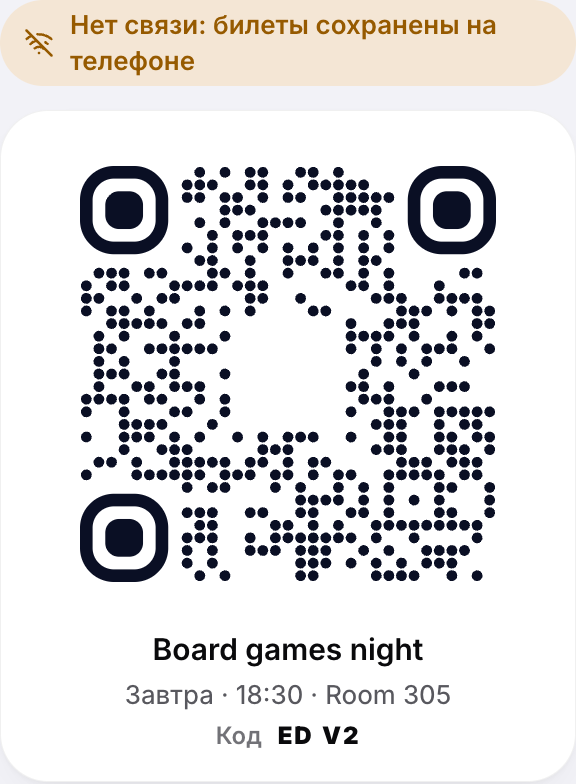 Нет связи: билеты сохранены на
телефоне
Board games night
Завтра · 18:30 · Room 305
Код ED V2